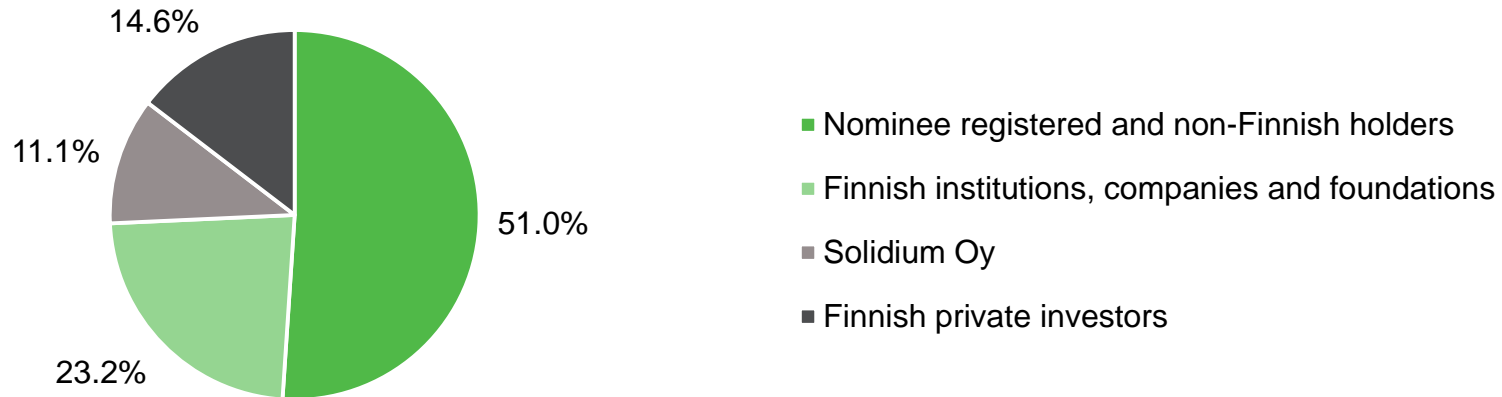 14.6%
11.1%
51.0%
23.2%
Nominee registered and non-Finnish holders
Finnish institutions, companies and foundations
Solidium Oy
Finnish private investors